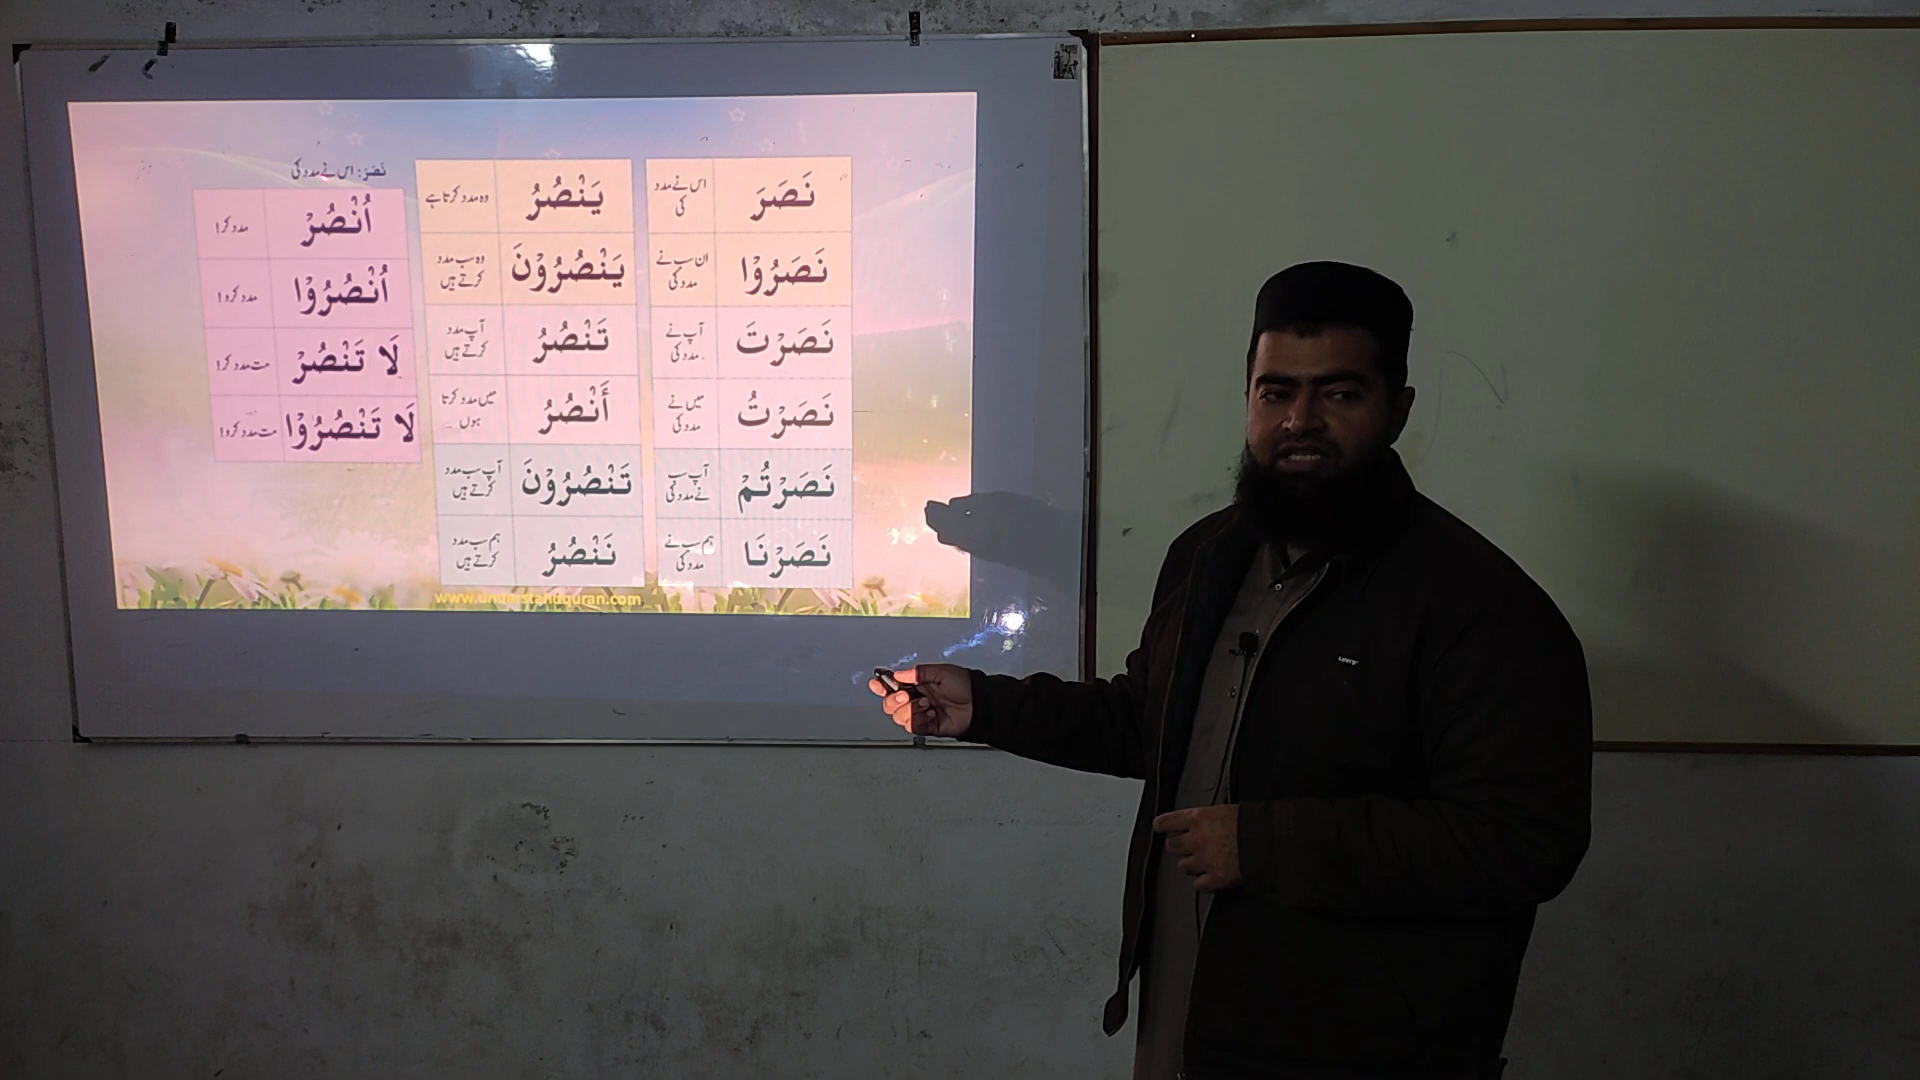 نَصَرَ: اس نے مدد کی
نَصَرَ اس نے مدد کی
نَصَرُوْا ان سب نے مدد کی
نَصَرْتَ آپ نے مدد کی
نَصَرْتُ میں نے مدد کی
نَصَرْتُمْ آپ سب نے مدد کی
نَصَرْنَا ہم سب نے مدد کی
يَنْصُرُ وہ مدد کرتا ہے
يَنْصُرُوْنَ وہ سب مدد کرتے ہیں
تَنْصُرُ آپ مدد کرتے ہیں
أَنْصُرُ میں مدد کرتا ہوں
تَنْصُرُوْنَ آپ سب مدد کرتے ہیں
نَنْصُرُ ہم سب مدد کرتے ہیں
اُنْصُرْ مدد کر!
اُنْصُرُوْا مدد کرو!
لَا تَنْصُرْ مت مدد کر!
لَا تَنْصُرُوْا مت مدد کرو!
www.understandquran.com
Levi's